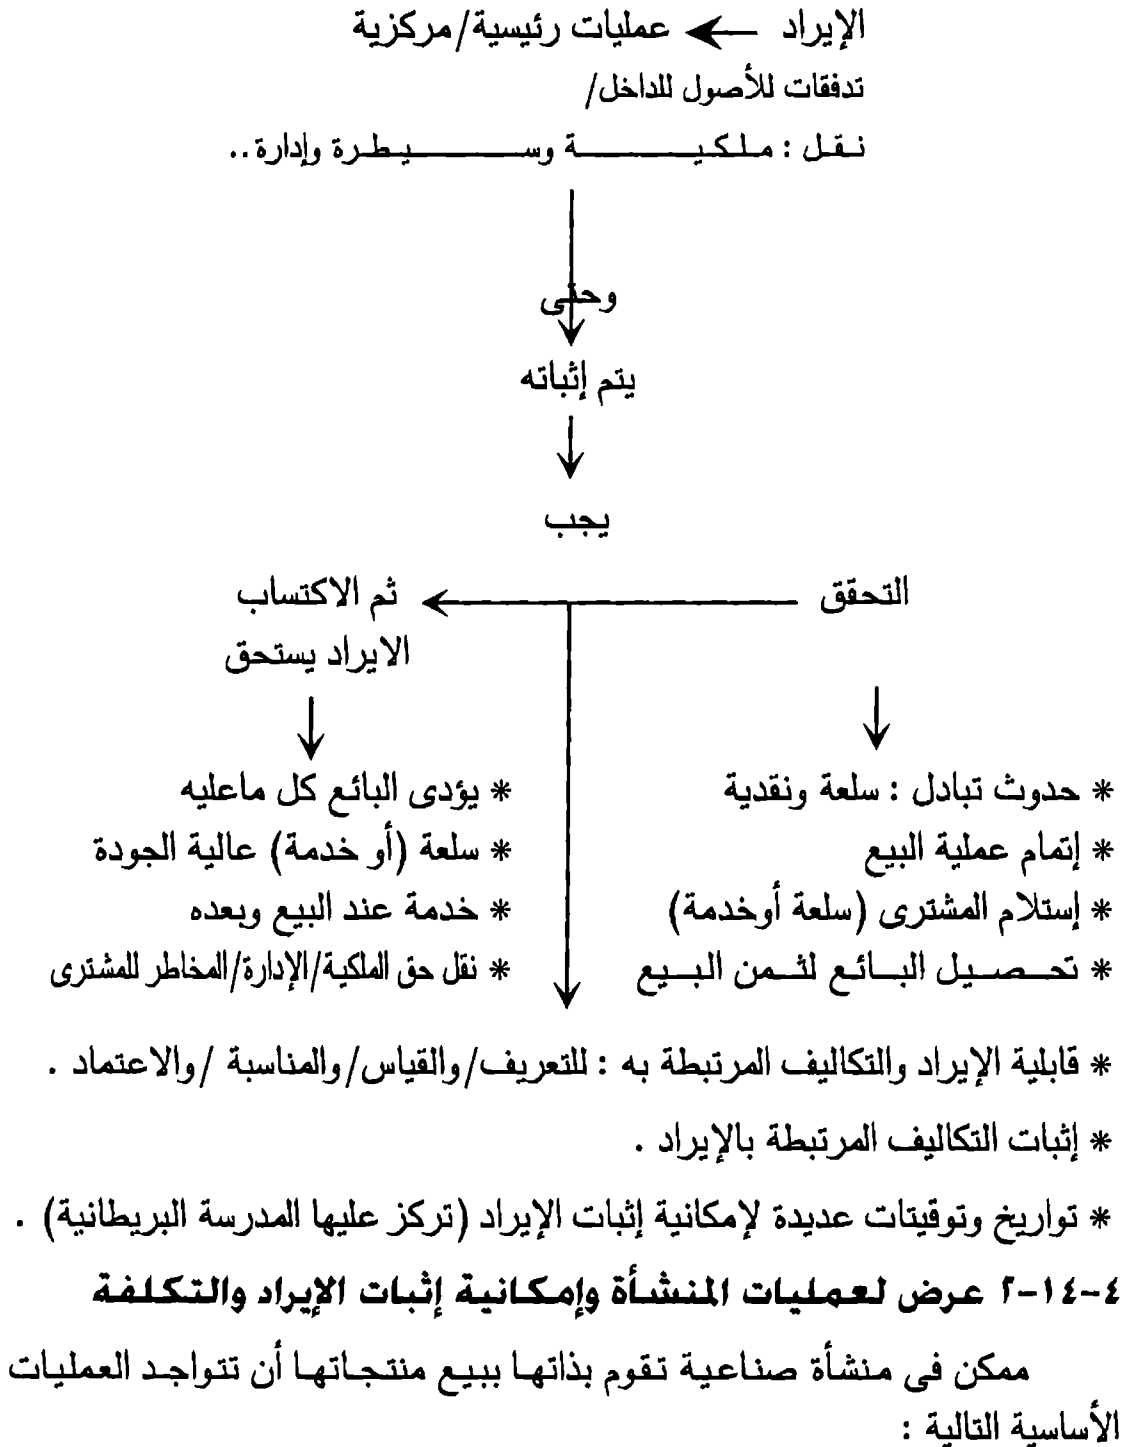 الإيراد ← عمليات رئيسية/مركزية
تدفقات للأصول للداخل/
نقل : ملكية وسيطرة وإدارة..
وحتى
يتم إثباته
يجب
التحقق
ثم الاكتساب
الايراد يستحق
* حدوث تبادل : سلعة ونقدية
* إتمام عملية البيع
* إستلام المشترى (سلعة أوخدمة)
* تحصيل البائع لثمن البيع
* يؤدى البائع كل ماعليه
* سلعة (أو خدمة) عالية الجودة
* خدمة عند البيع وبعده
* نقل حق الملكية/الإدارة/المخاطر للمشترى
* قابلية الإيراد والتكاليف المرتبطة به : للتعريف/والقياس/والمناسبة /والاعتماد .
* إثبات التكاليف المرتبطة بالإيراد .
* تواريخ وتوقيتات عديدة لإمكانية إثبات الإيراد (تركز عليها المدرسة البريطانية) .
٤-١٤-٢ عرض لعمليات المنشأة وإمكانية إثبات الإيراد والتكلفة
ممكن فى منشأة صناعية تقوم بذاتها ببيع منتجاتها أن تتواجد العمليات
الأساسية التالية :